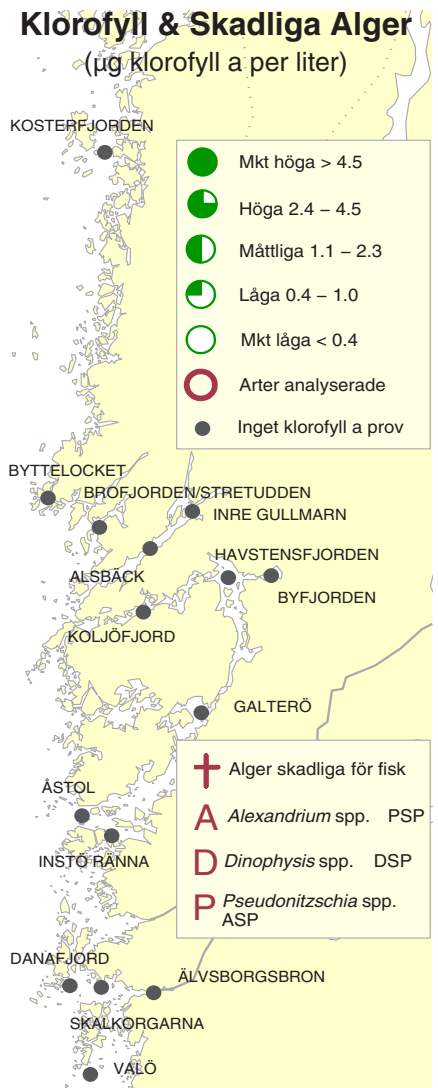 Klorofyll & Skadliga Alger
(µg klorofyll a per liter)
KOSTERFJORDEN
Mkt höga > 4.5
Höga 2.4 – 4.5
Måttliga 1.1 – 2.3
Låga 0.4 – 1.0
Mkt låga < 0.4
Arter analyserade
Inget klorofyll a prov
BYTTELOCKET
BROFJORDEN/STRETUDDEN
INRE GULLMARN
HAVSTENSFJORDEN
ALSBÄCK
BYFJORDEN
KOLJÖFJORD
GALTERÖ
Alger skadliga för fisk
ÅSTOL
A Alexandrium spp. PSP
INSTÖ RÄNNA
D Dinophysis spp. DSP
P Pseudonitzschia spp.
ASP
DANAFJORD
ÄLVSBORGSBRON
SKALKORGARNA
VALÖ